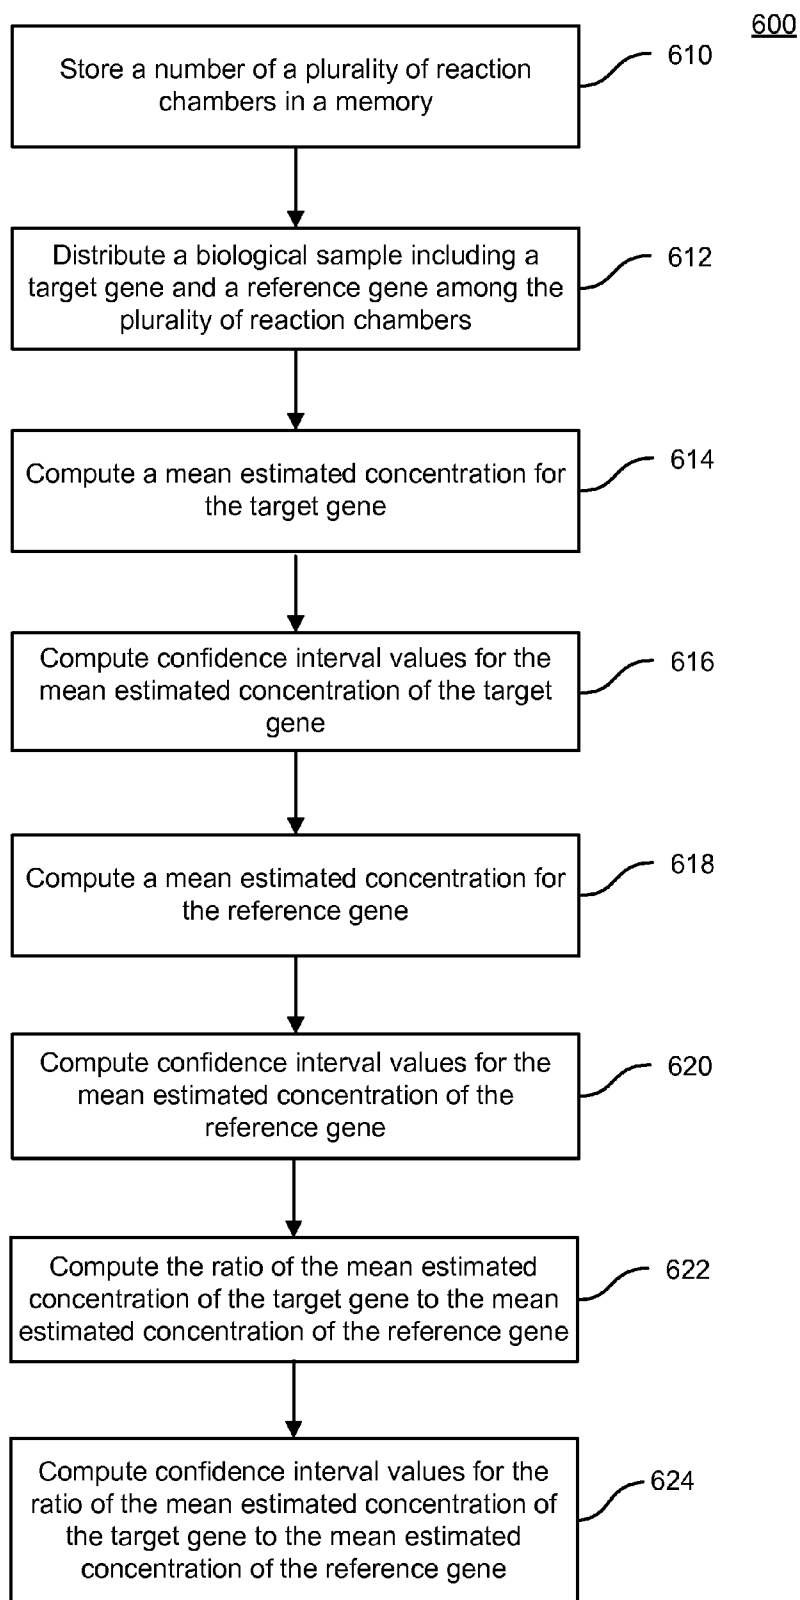 600
Store a number of a plurality of reaction
chambers in a memory
610
Distribute a biological sample including a
target gene and a reference gene among the
plurality of reaction chambers
612
Compute a mean estimated concentration for
the target gene
614
Compute confidence interval values for the
mean estimated concentration of the target
gene
616
Compute a mean estimated concentration for
the reference gene
618
Compute confidence interval values for the
mean estimated concentration of the
reference gene
620
Compute the ratio of the mean estimated
concentration of the target gene to the mean
estimated concentration of the reference gene
622
Compute confidence interval values for the
ratio of the mean estimated concentration of
the target gene to the mean estimated
concentration of the reference gene
624